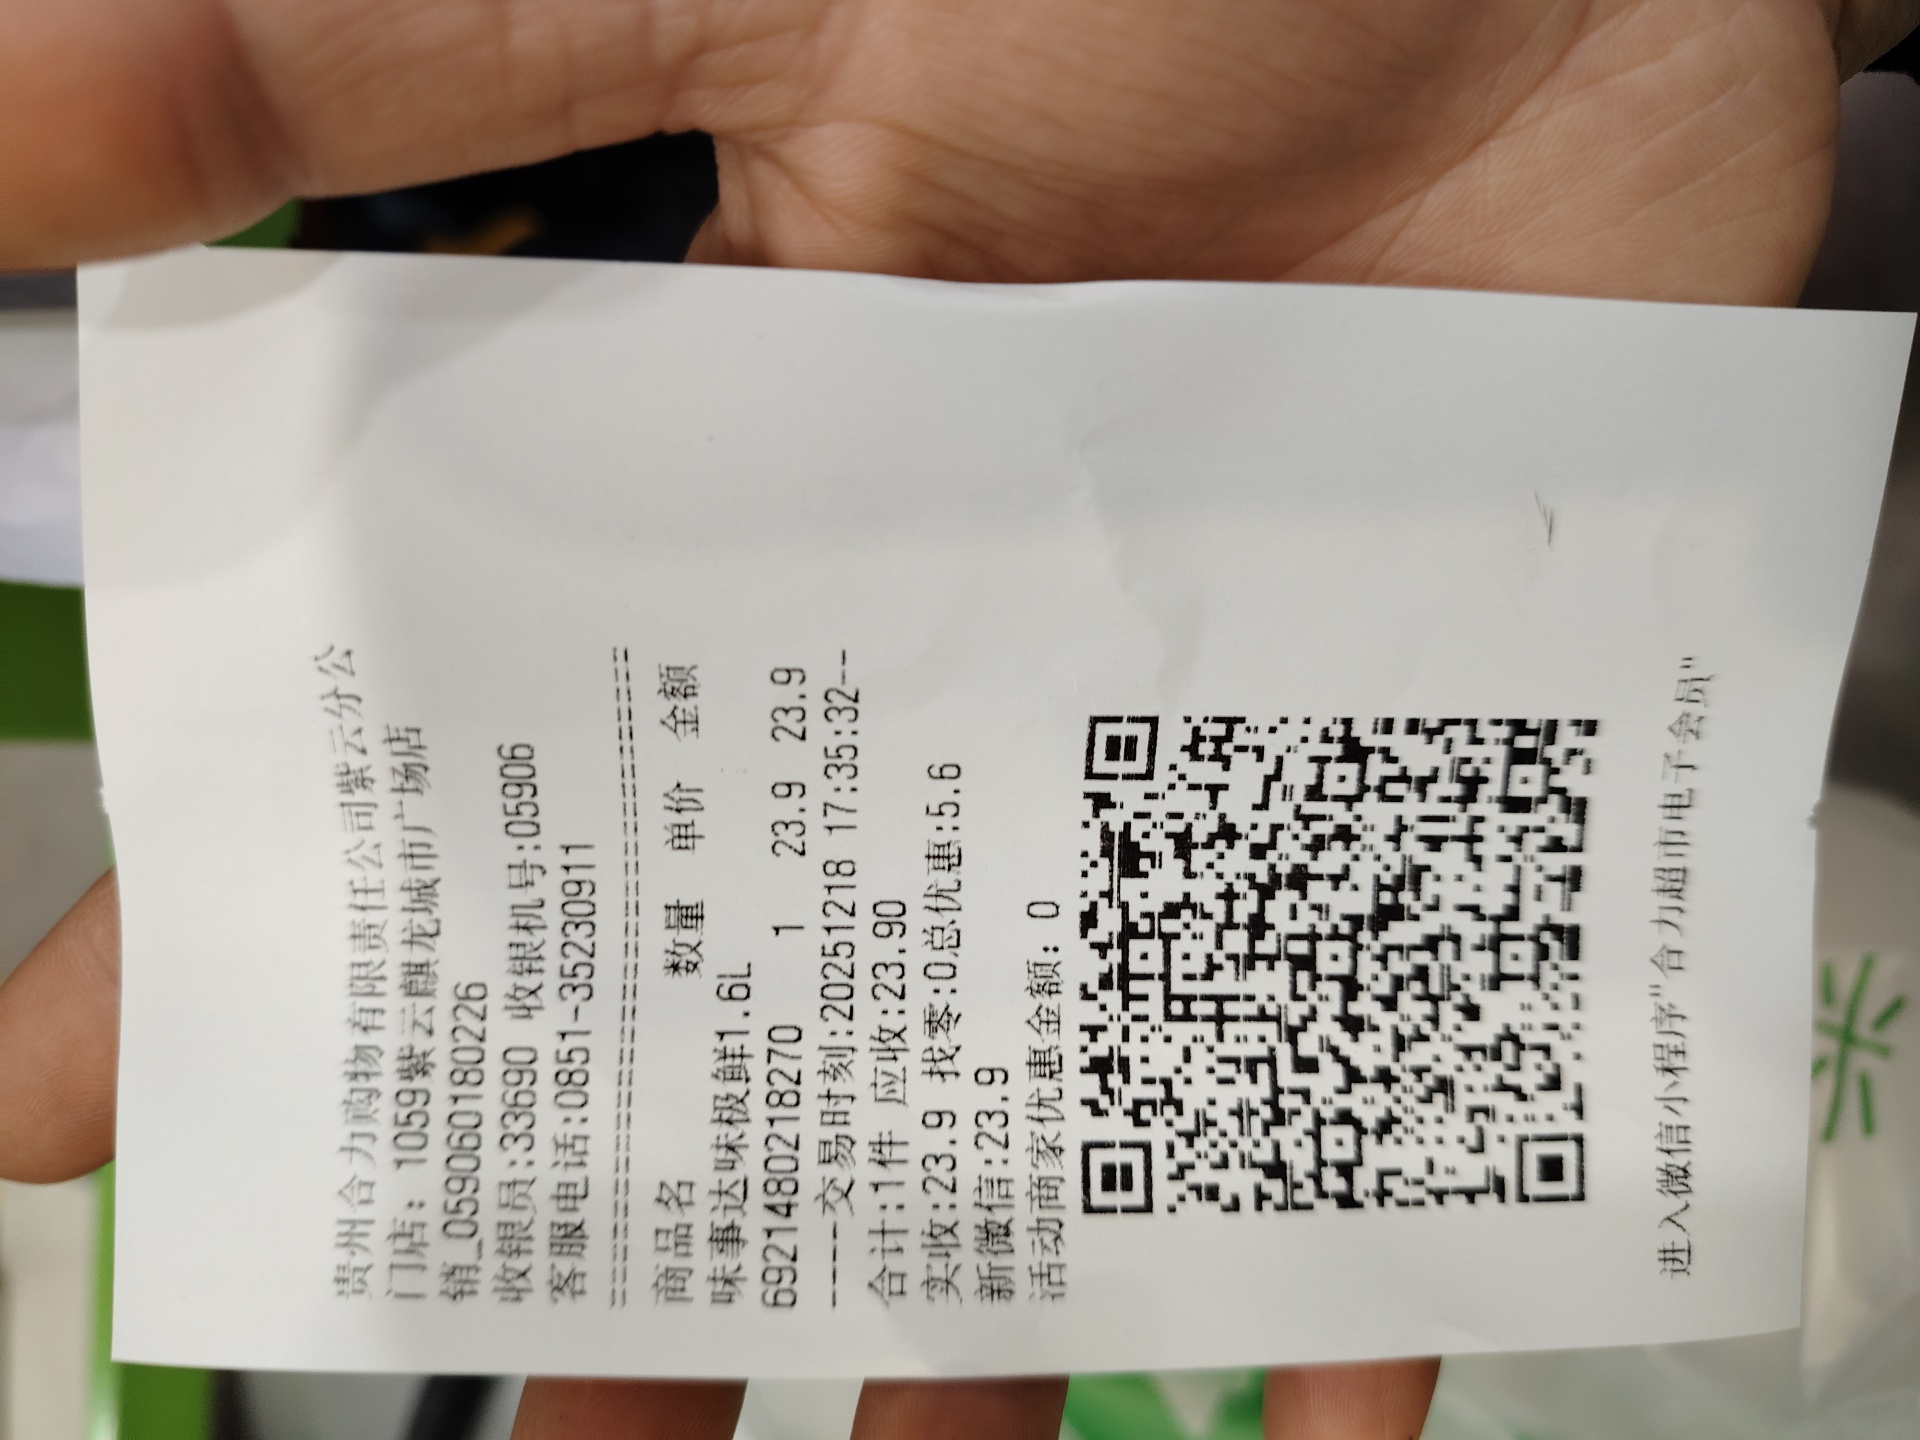 贵州合力购物有限责任公司紫云分公
门店: 1059紫云麒龙城市广场店
销_059060180226
收银员:33690 收银机号:05906
客服电话:0851-35230911
================================
商品名 数量 单价 金额
味事达味极鲜1.6L
6921480218270 1 23.9 23.9
-----交易时刻:20251218 17:35:32--
合计:1件 应收:23.90
实收:23.9 找零:0总优惠:5.6
新微信:23.9
活动商家优惠金额: 0
进入微信小程序"合力超市电子会员"